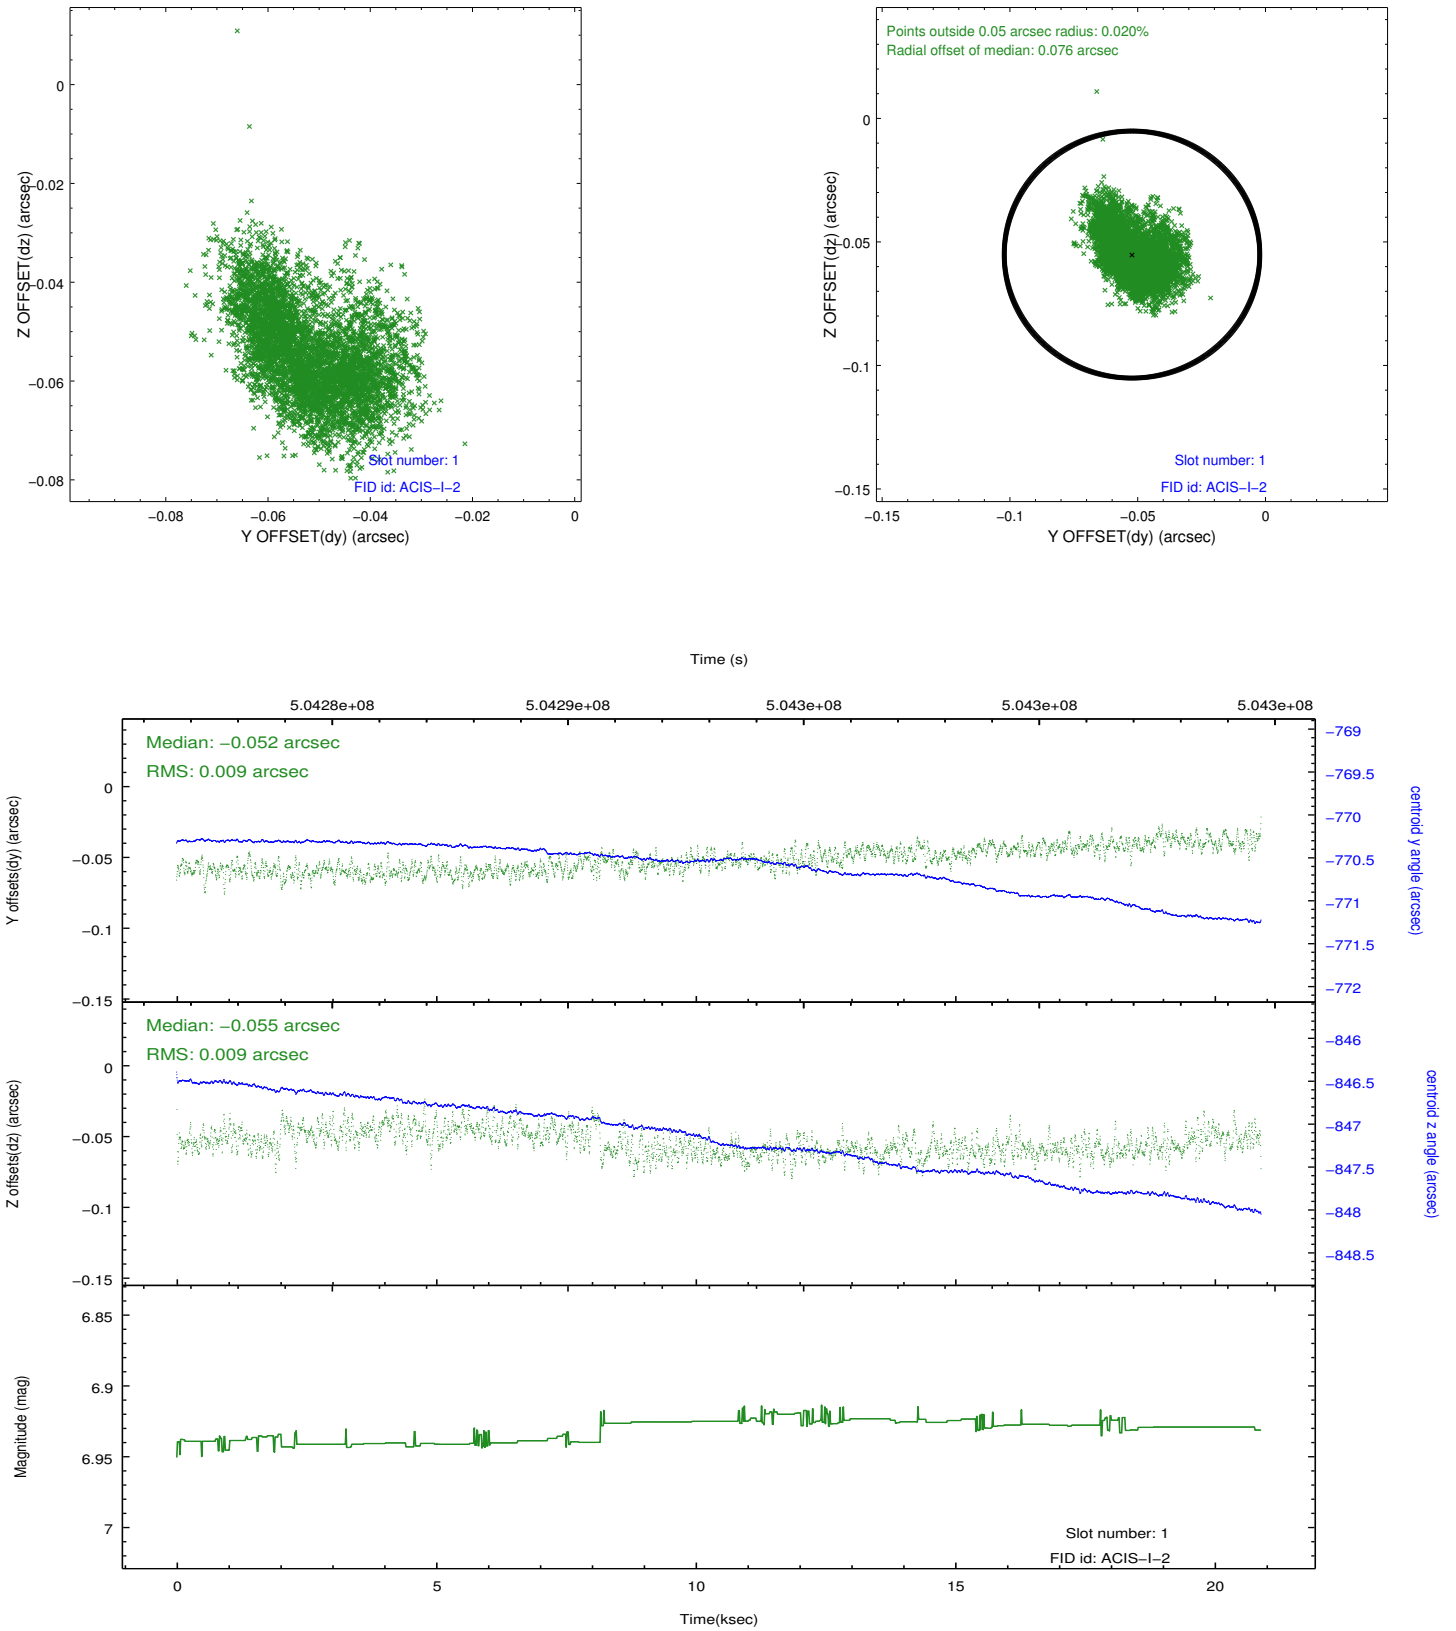 0
−0.02
−0.04
−0.06
−0.08
Z OFFSET(dz) (arcsec)
Slot number: 1
FID id: ACIS−I−2
−0.08
−0.06
−0.04
−0.02
0
Y OFFSET(dy) (arcsec)
Points outside 0.05 arcsec radius: 0.020%
Radial offset of median: 0.076 arcsec
0
−0.05
−0.1
−0.15
Z OFFSET(dz) (arcsec)
Slot number: 1
FID id: ACIS−I−2
−0.15
−0.1
−0.05
0
Y OFFSET(dy) (arcsec)
Time (s)
5.0428e+08
5.0429e+08
5.043e+08
5.043e+08
5.043e+08
Median: −0.052 arcsec
RMS: 0.009 arcsec
0
−0.05
−0.1
−0.15
Y offsets(dy) (arcsec)
−769
−769.5
−770
−770.5
−771
−771.5
−772
centroid y angle (arcsec)
Median: −0.055 arcsec
RMS: 0.009 arcsec
0
−0.05
−0.1
−0.15
Z offsets(dz) (arcsec)
−846
−846.5
−847
−847.5
−848
−848.5
centroid z angle (arcsec)
6.85
6.9
6.95
7
Magnitude (mag)
Slot number: 1
FID id: ACIS−I−2
0
5
10
15
20
Time(ksec)